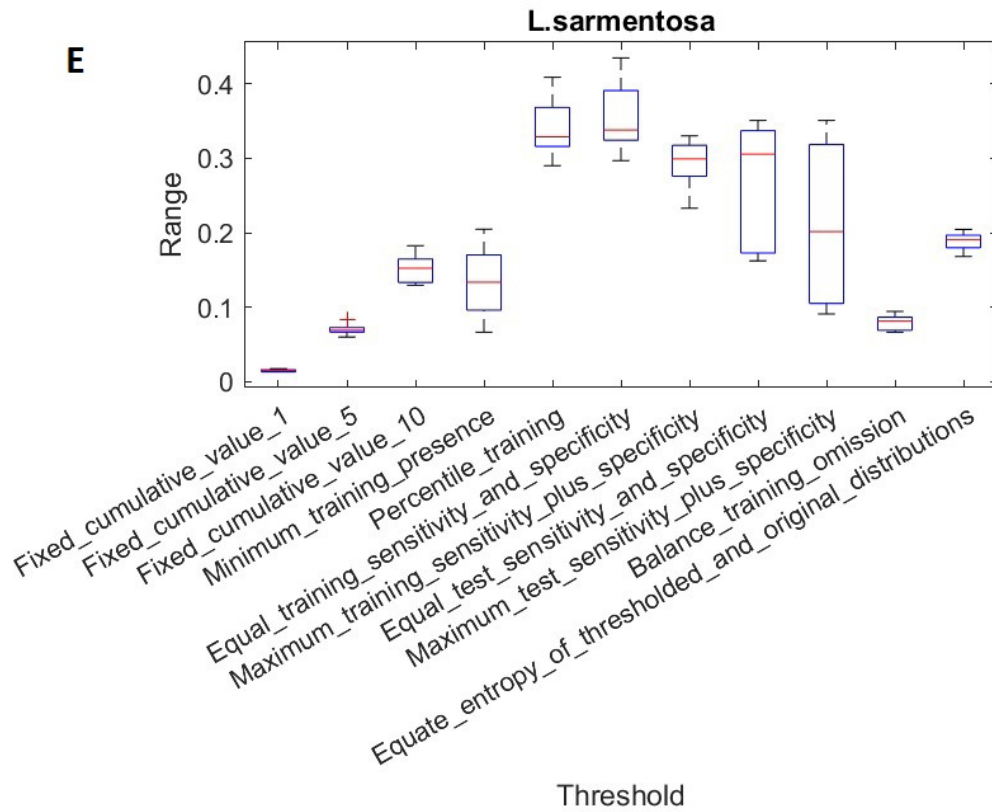 L.sarmentosa
E
Range
0.4
0.3
0.2
0.1
0
Fixed_cumulative_value_1
Fixed_cumulative_value_5
Fixed_cumulative_value_10
Minimum_training_presence
Percentile_training
Equal_training_sensitivity_and_specificity
Maximum_training_sensitivity_plus_specificity
Equal_test_sensitivity_and_specificity
Maximum_test_sensitivity_plus_specificity
Balance_training_omission
Equate_entropy_of_thresholded_and_original_distributions
Threshold